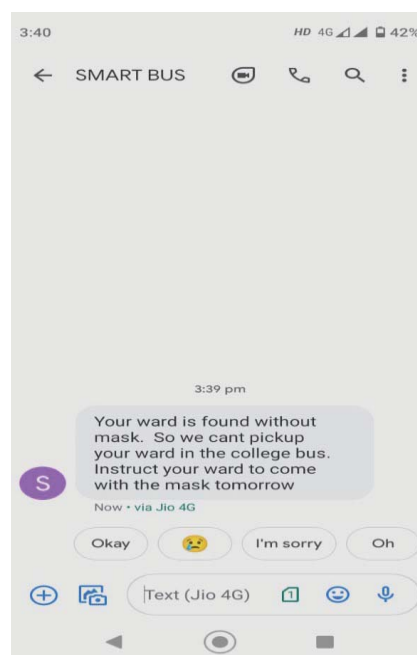 3:40 HD 4G 42%
SMART BUS
3:39 pm
Your ward is found without
mask. So we cant pickup
your ward in the college bus.
Instruct your ward to come
with the mask tomorrow
S
Now • via Jio 4G
Okay 😢 I'm sorry Oh
Text (Jio 4G) 1